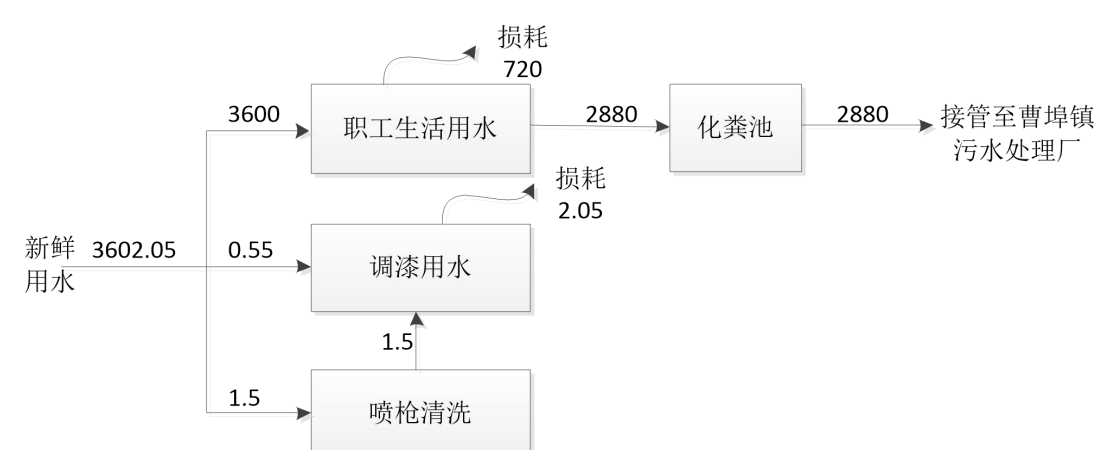 损耗
720
3600
职工生活用水
2880
化粪池
2880
接管至曹埠镇
污水处理厂
损耗
2.05
新鲜
用水
3602.05
0.55
调漆用水
1.5
1.5
喷枪清洗